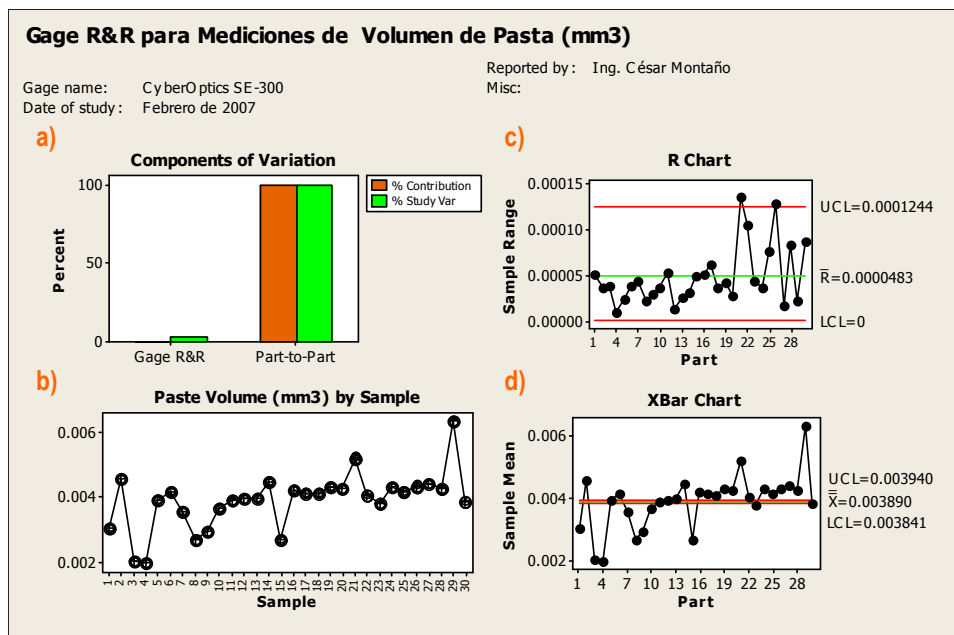 Gage R&R para Mediciones de Volumen de Pasta (mm3)
Reported by: Ing. César Montaño
Gage name: CyberOptics SE-300
Misc:
Date of study: Febrero de 2007
a)
Components of Variation
100
50
0
Percent
Gage R&R Part-to-Part
% Contribution
% Study Var
c)
R Chart
0.00015
0.00010
0.00005
0.00000
Sample Range
UCL=0.0001244
R̄=0.0000483
LCL=0
1 4 7 10 13 16 19 22 25 28
Part
b)
Paste Volume (mm3) by Sample
0.006
0.004
0.002
1 2 3 4 5 6 7 8 9 10 11 12 13 14 15 16 17 18 19 20 21 22 23 24 25 26 27 28 29 30
Sample
d)
XBar Chart
0.006
0.004
0.002
Sample Mean
UCL=0.003940
X̿=0.003890
LCL=0.003841
1 4 7 10 13 16 19 22 25 28
Part